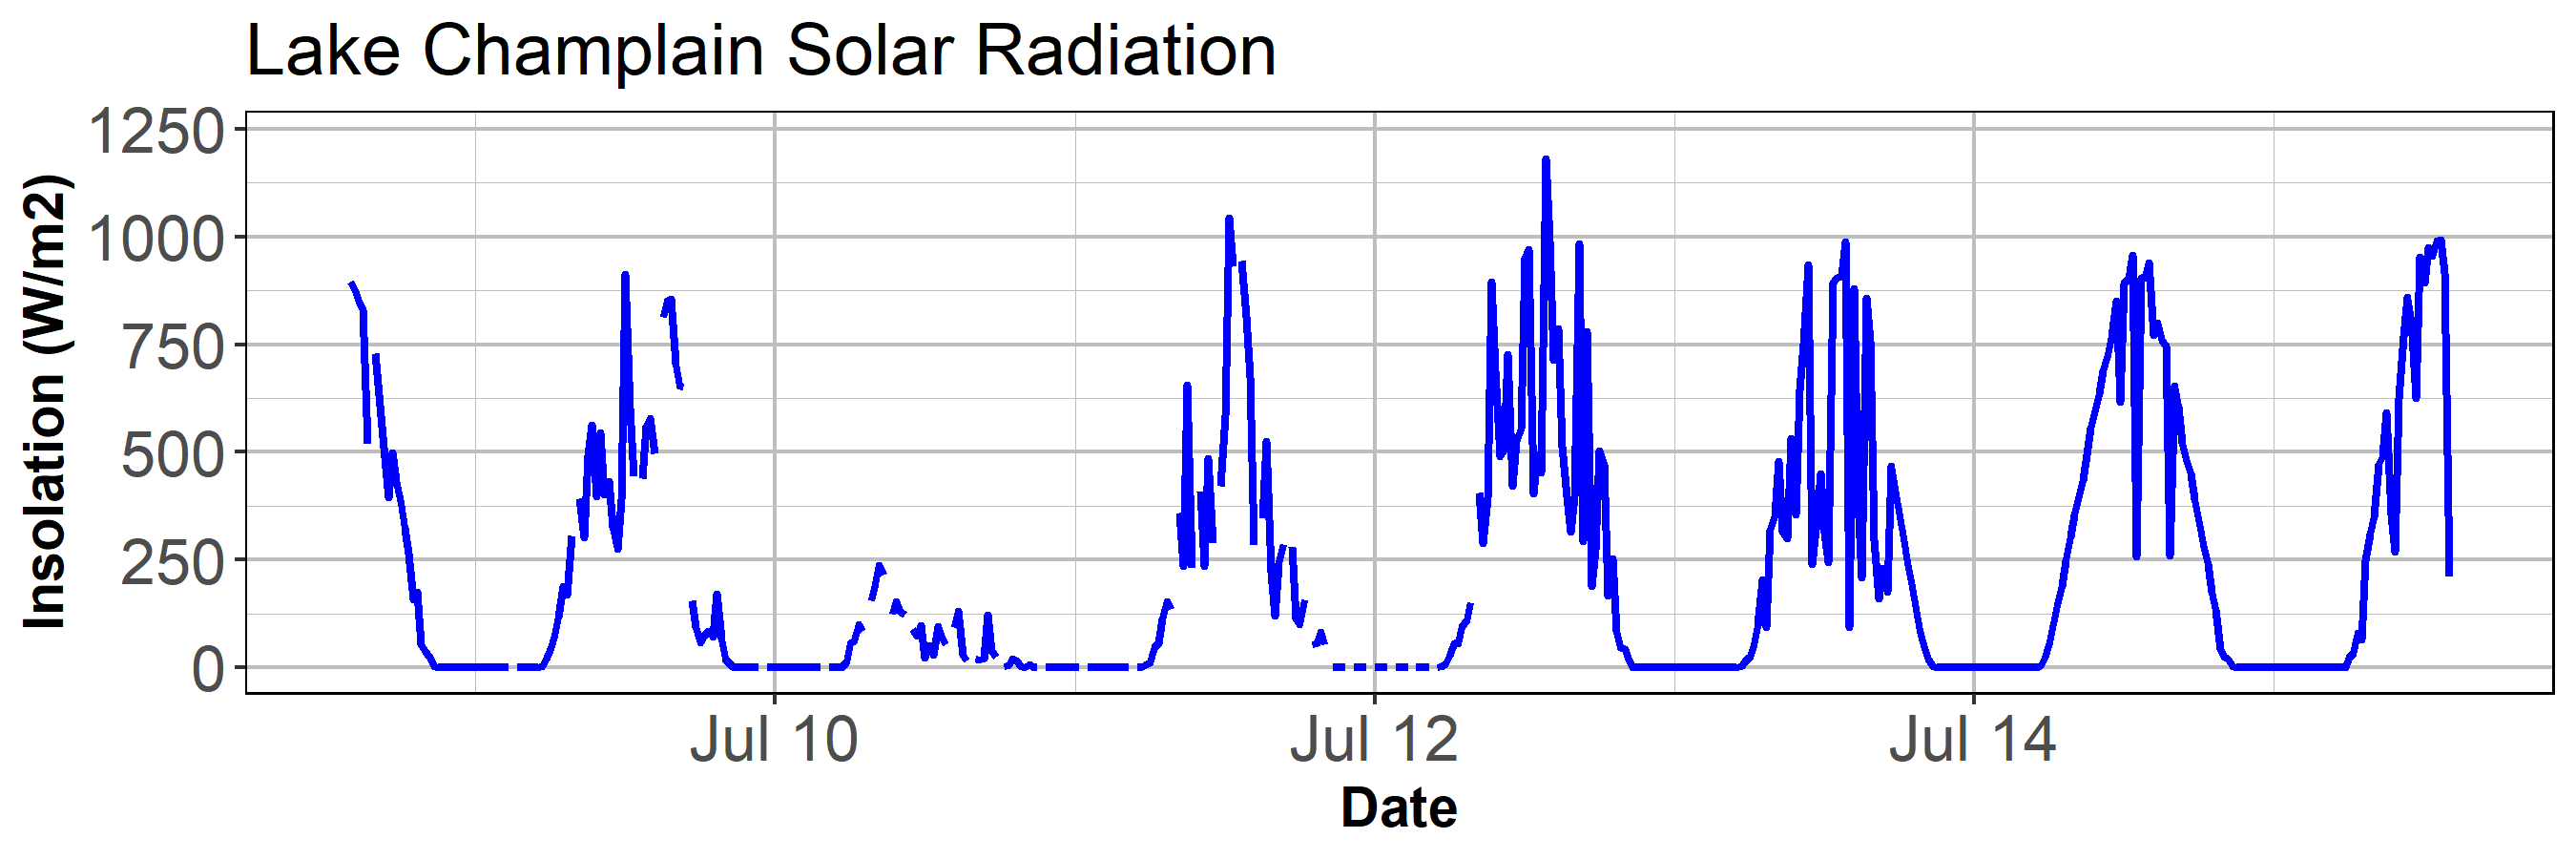 Lake Champlain Solar Radiation
Insolation (W/m2)
1250
1000
750
500
250
0
Jul 10
Jul 12
Jul 14
Date